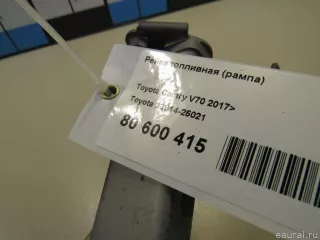 Рейка топливная (рампа)
Toyota Camry V70 2017>
Toyota 23814-25021
80 600 415
eaural.ru